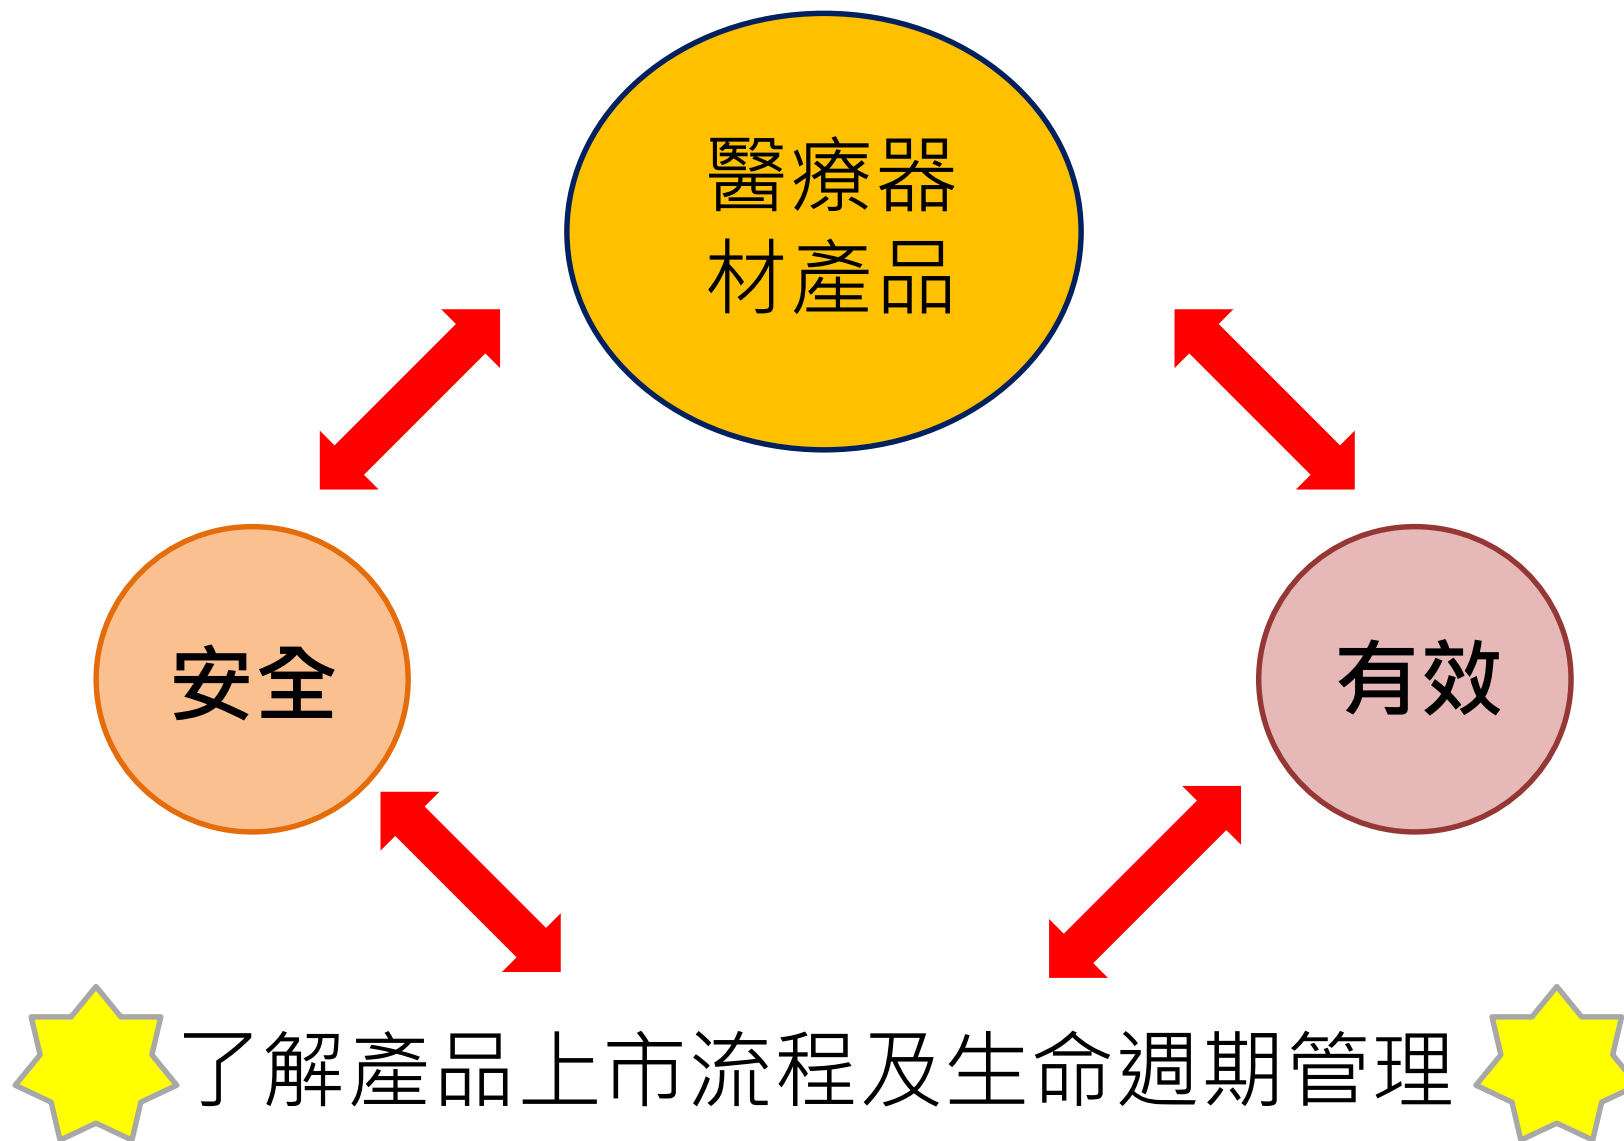 醫療器
材產品
安全
有效
了解產品上市流程及生命週期管理